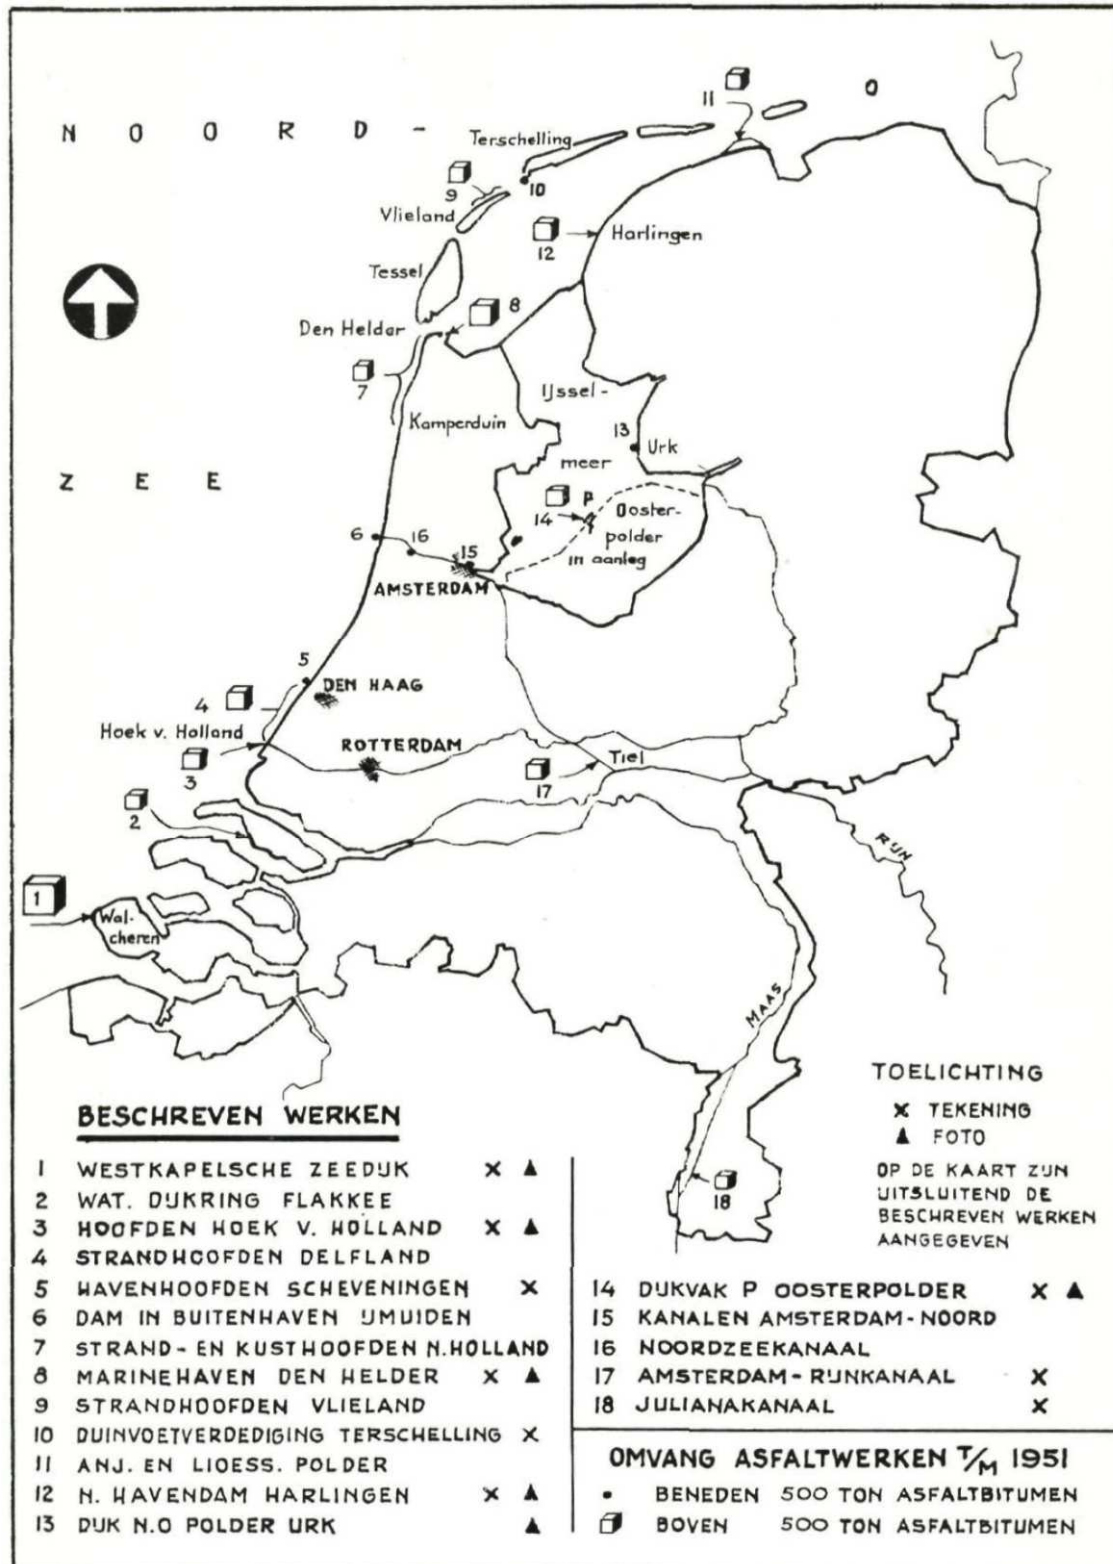 NOORD-
ZEE
11
Terschelling
9
10
Vlieland
12
Harlingen
Tessel
8
Den Heldar
7
IJssel-
Kamperduin
13
Urk
meer
P
14
Ooster-
polder
in aanleg
6
16
15
AMSTERDAM
5
DEN HAAG
4
Hoek v. Holland
ROTTERDAM
3
Tiel
17
2
RIJN
1
Wal-
cheren
MAAS
18
TOELICHTING
x TEKENING
▲ FOTO
OP DE KAART ZIJN
UITSLUITEND DE
BESCHREVEN WERKEN
AANGEGEVEN
BESCHREVEN WERKEN
1 WESTKAPELSCHE ZEEDIJK x ▲
2 WAT. DIJKRING FLAKKEE
3 HOOFDEN HOEK V. HOLLAND x ▲
4 STRANDHOOFDEN DELFLAND
5 HAVENHOOFDEN SCHEVENINGEN x
6 DAM IN BUITENHAVEN IJMUIDEN
7 STRAND- EN KUSTHOOFDEN N.HOLLAND
8 MARINEHAVEN DEN HELDER x ▲
9 STRANDHOOFDEN VLIELAND
10 DUINVOETVERDEDIGING TERSCHELLING x
11 ANJ. EN LIOESS. POLDER
12 N. HAVENDAM HARLINGEN x ▲
13 DIJK N.O POLDER URK ▲
14 DIJKVAK P OOSTERPOLDER x ▲
15 KANALEN AMSTERDAM-NOORD
16 NOORDZEEKANAAL
17 AMSTERDAM-RIJNKANAAL x
18 JULIANAKANAAL x
OMVANG ASFALTWERKEN T/M 1951
• BENEDEN 500 TON ASFALTBITUMEN
BOVEN 500 TON ASFALTBITUMEN